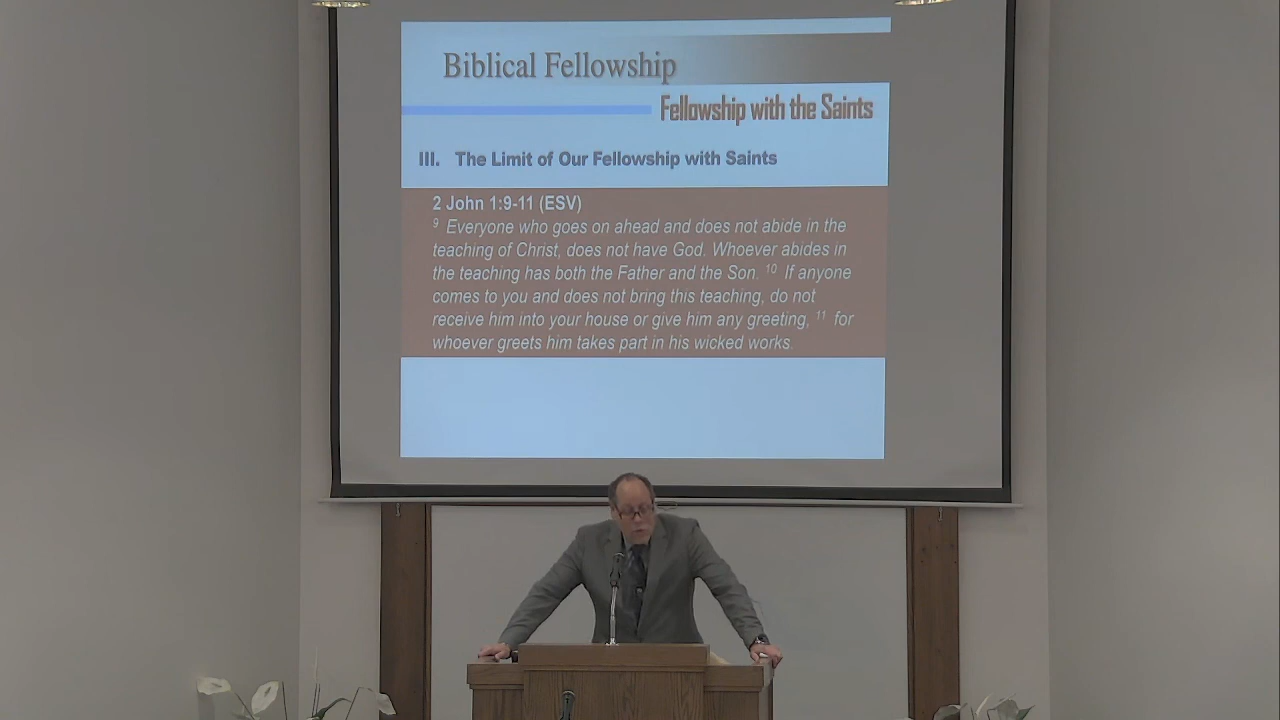 Biblical Fellowship
Fellowship with the Saints
III. The Limit of Our Fellowship with Saints
2 John 1:9-11 (ESV)
9 Everyone who goes on ahead and does not abide in the
teaching of Christ, does not have God. Whoever abides in
the teaching has both the Father and the Son. 10 If anyone
comes to you and does not bring this teaching, do not
receive him into your house or give him any greeting, 11 for
whoever greets him takes part in his wicked works.